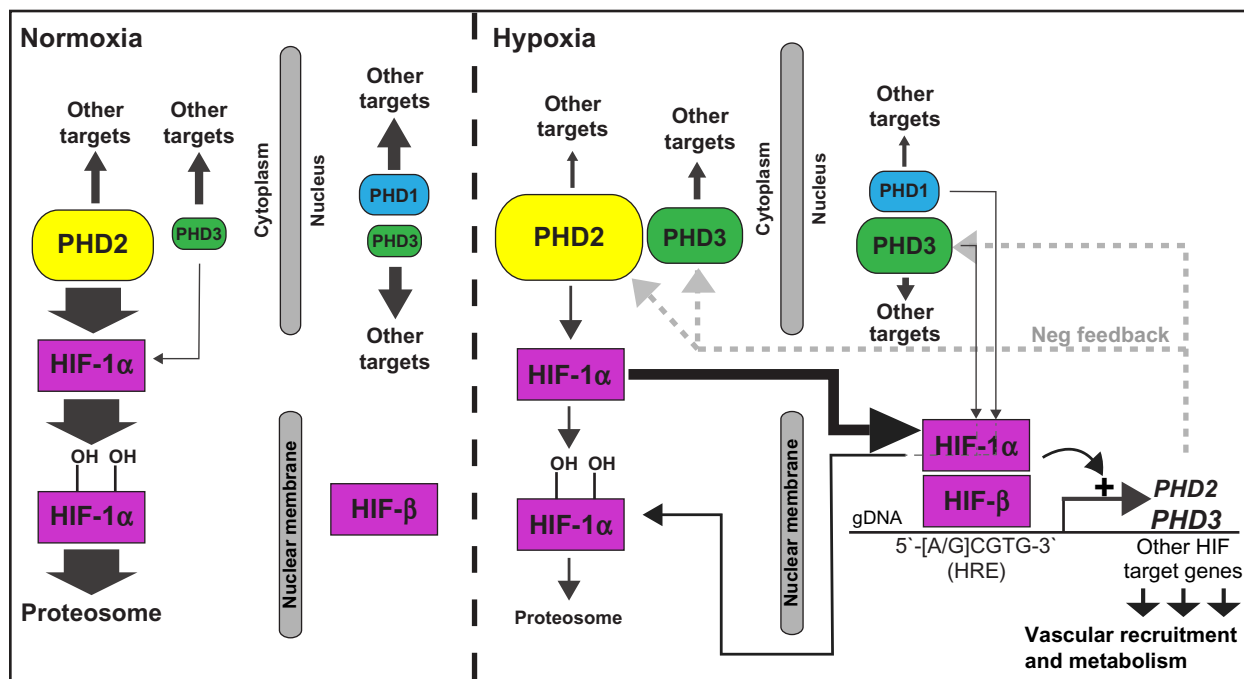 Normoxia
Other
targets
Other
targets
PHD2
PHD3
HIF-1α
OH OH
HIF-1α
Proteosome
Cytoplasm
Nucleus
Nuclear membrane
Other
targets
PHD1
PHD3
Other
targets
HIF-β
Hypoxia
Other
targets
Other
targets
PHD2
PHD3
HIF-1α
OH OH
HIF-1α
Proteosome
Cytoplasm
Nucleus
Nuclear membrane
Other
targets
PHD1
PHD3
Other
targets
Neg feedback
HIF-1α
HIF-β
+
gDNA
5`-[A/G]CGTG-3`
(HRE)
PHD2
PHD3
Other HIF
target genes
Vascular recruitment
and metabolism